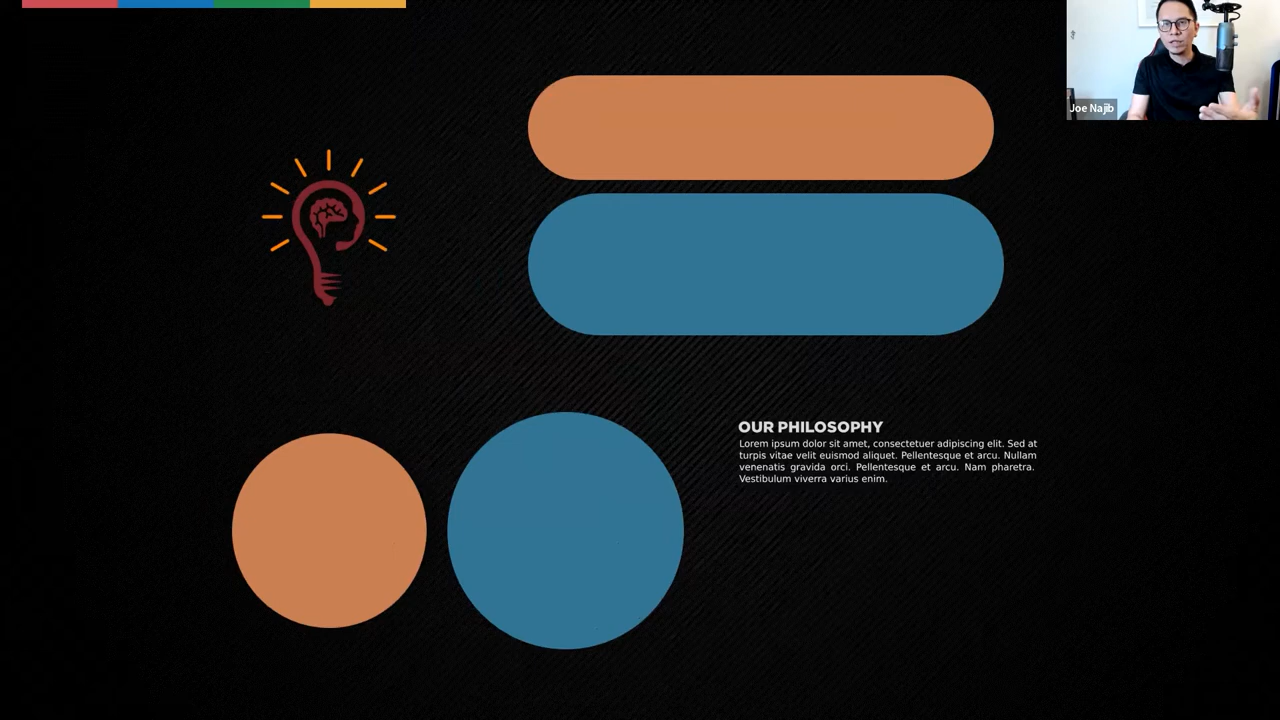 Joe Najib
OUR PHILOSOPHY
Lorem ipsum dolor sit amet, consectetuer adipiscing elit. Sed at
turpis vitae velit euismod aliquet. Pellentesque et arcu. Nullam
venenatis gravida orci. Pellentesque et arcu. Nam pharetra.
Vestibulum viverra varius enim.